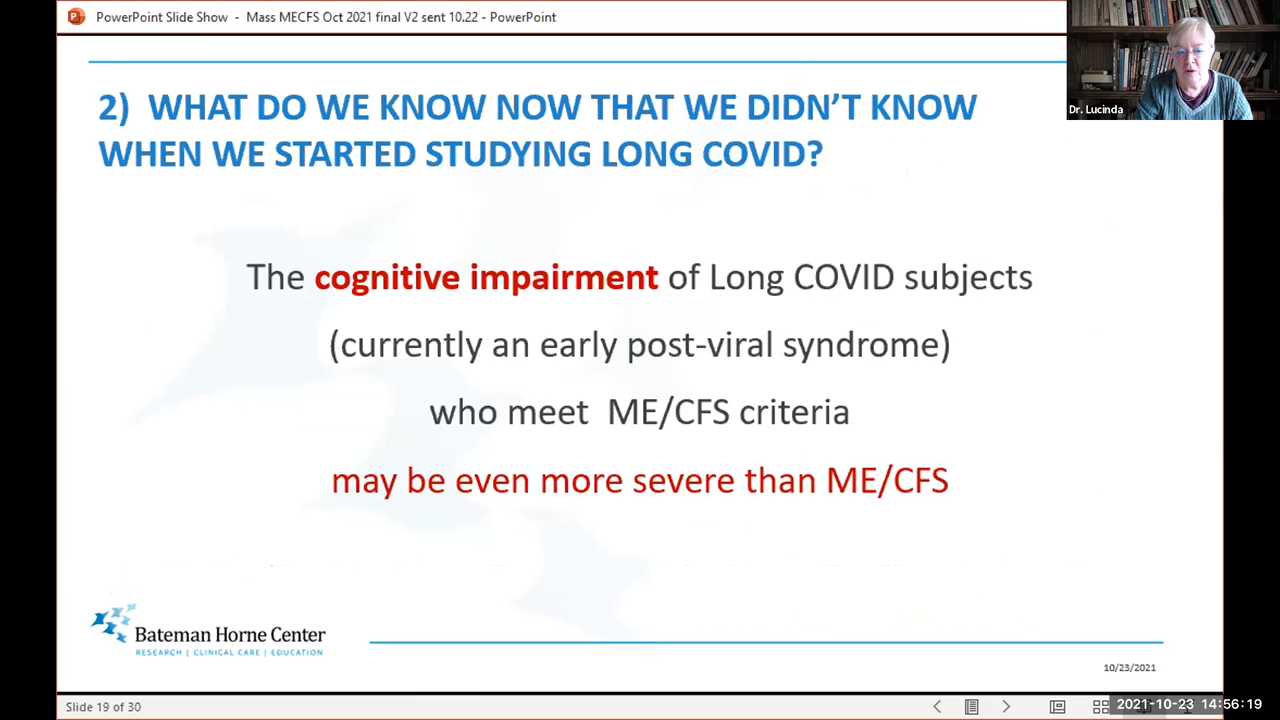 PowerPoint Slide Show - Mass MECFS Oct 2021 final V2 sent 10.22 - PowerPoint
Dr. Lucinda
2) WHAT DO WE KNOW NOW THAT WE DIDN'T KNOW
WHEN WE STARTED STUDYING LONG COVID?
The cognitive impairment of Long COVID subjects
(currently an early post-viral syndrome)
who meet ME/CFS criteria
may be even more severe than ME/CFS
Bateman Horne Center
RESEARCH | CLINICAL CARE | EDUCATION
10/23/2021
Slide 19 of 30
2021-10-23 14:56:19